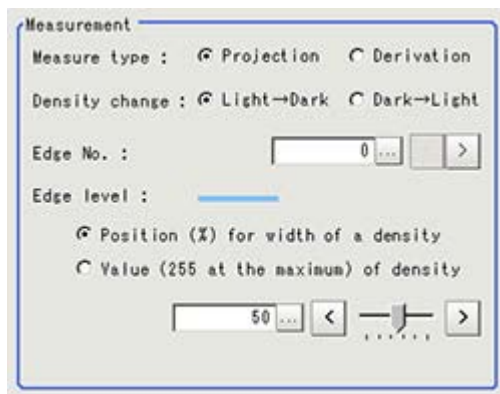 Measurement
Measure type : Projection Derivation
Density change : Light→Dark Dark→Light
Edge No. : 0 ... >
Edge level :
Position (%) for width of a density
Value (255 at the maximum) of density
50 ... < >